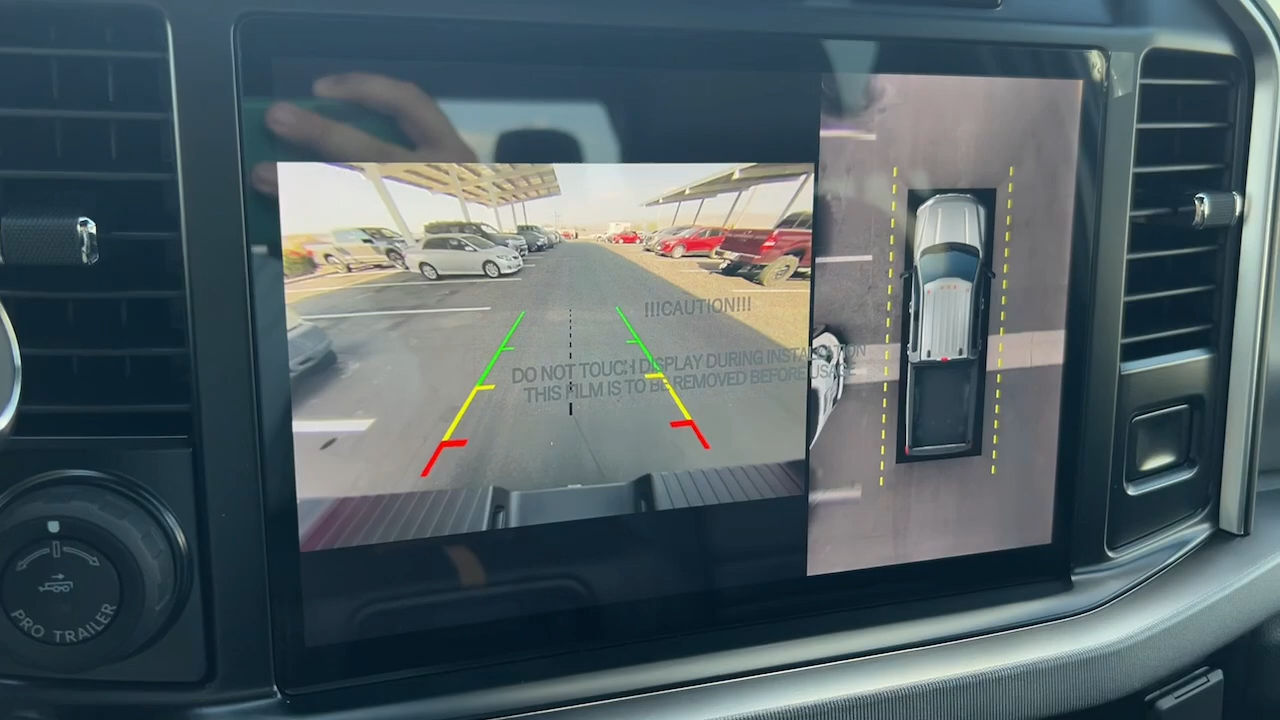 !!!CAUTION!!!
DO NOT TOUCH DISPLAY DURING INSTALLATION
THIS FILM IS TO BE REMOVED BEFORE USAGE
PRO TRAILER